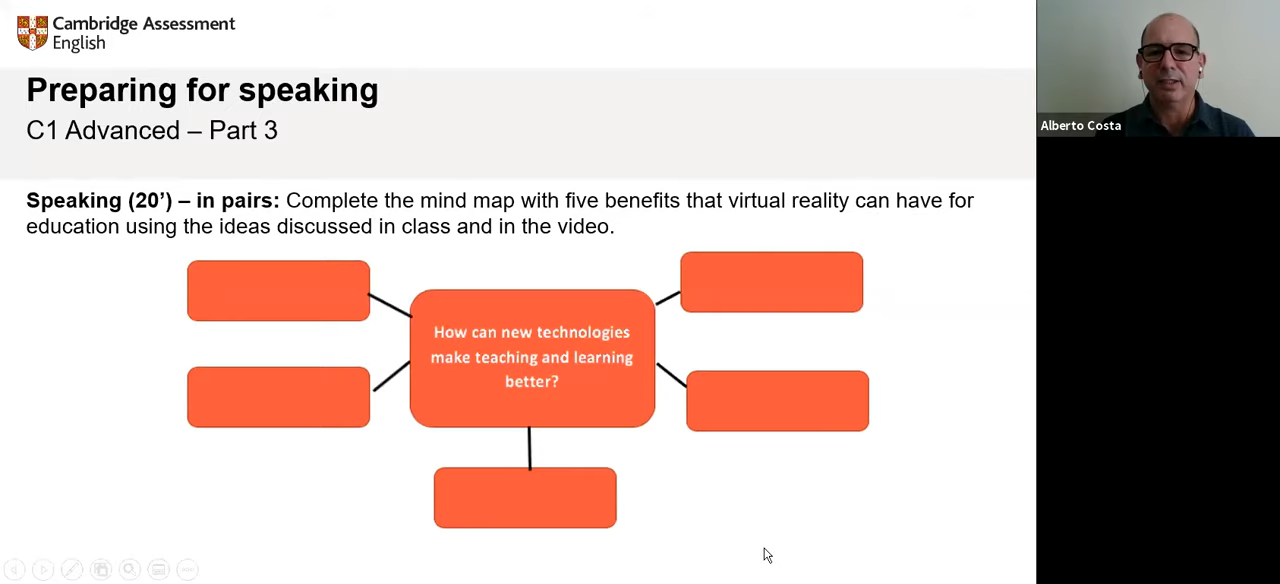 Cambridge Assessment
English
Preparing for speaking
C1 Advanced – Part 3
Speaking (20’) – in pairs: Complete the mind map with five benefits that virtual reality can have for
education using the ideas discussed in class and in the video.
How can new technologies
make teaching and learning
better?
Alberto Costa